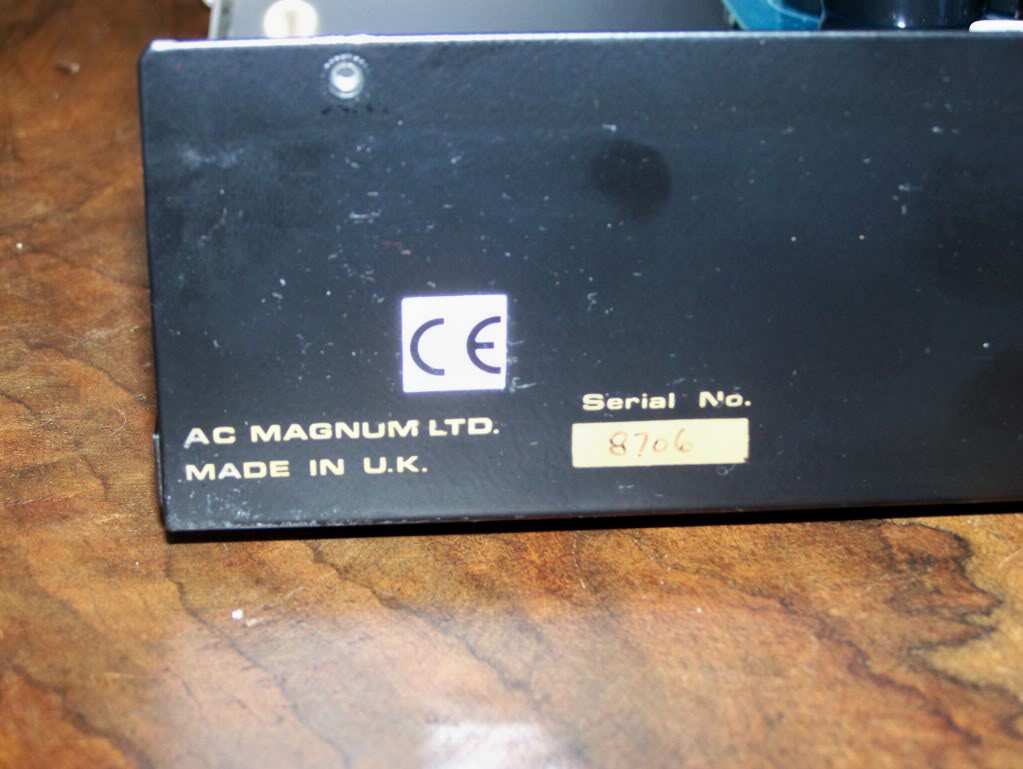 CE
AC MAGNUM LTD.
MADE IN U.K.
Serial No.
8706